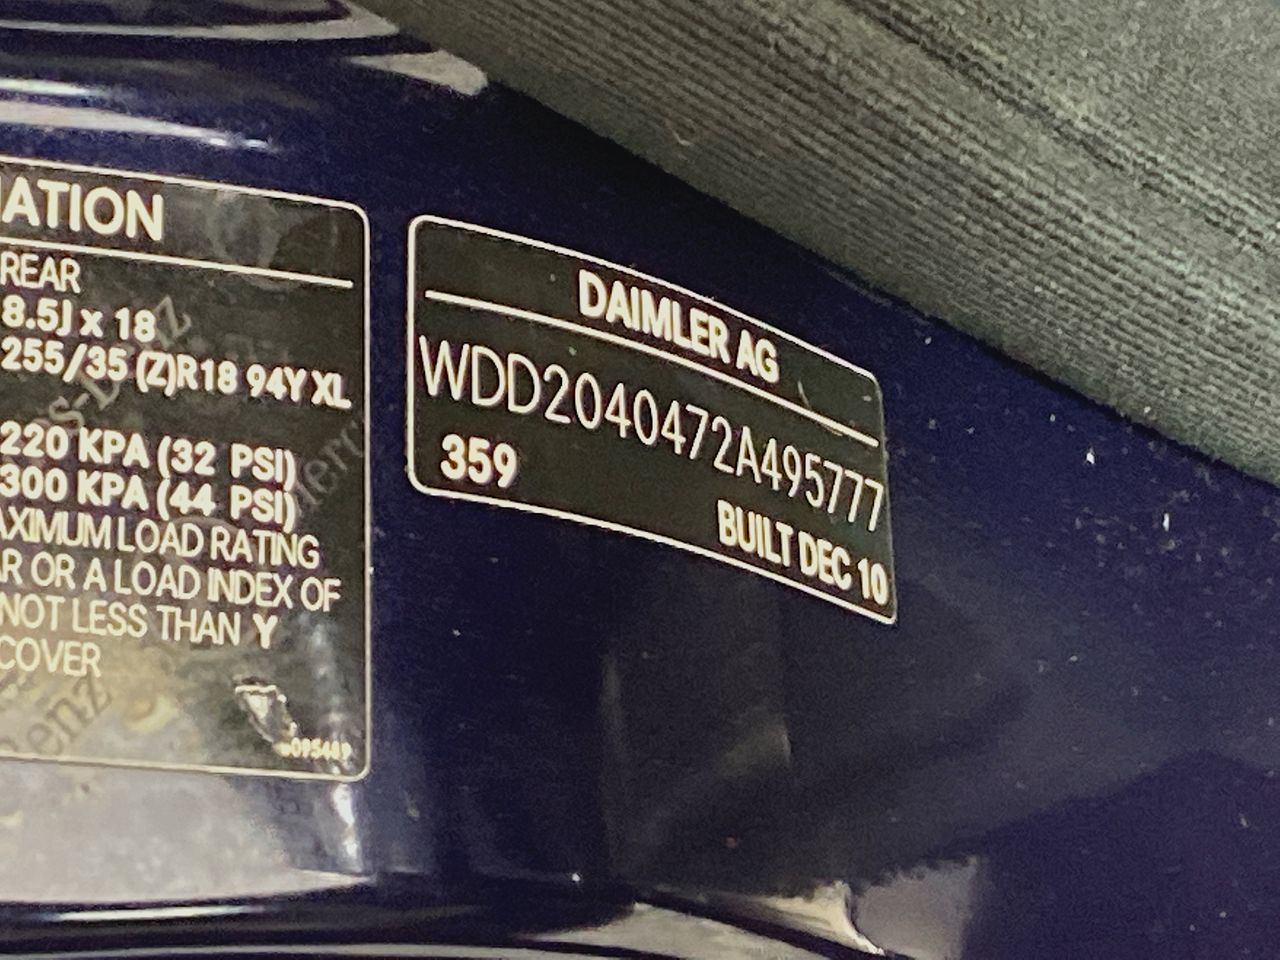 ATION
REAR
8.5J x 18
255/35 (Z)R18 94Y XL
220 KPA (32 PSI)
300 KPA (44 PSI)
AXIMUM LOAD RATING
AR OR A LOAD INDEX OF
NOT LESS THAN Y
COVER
DAIMLER AG
WDD2040472A495777
359
BUILT DEC 10